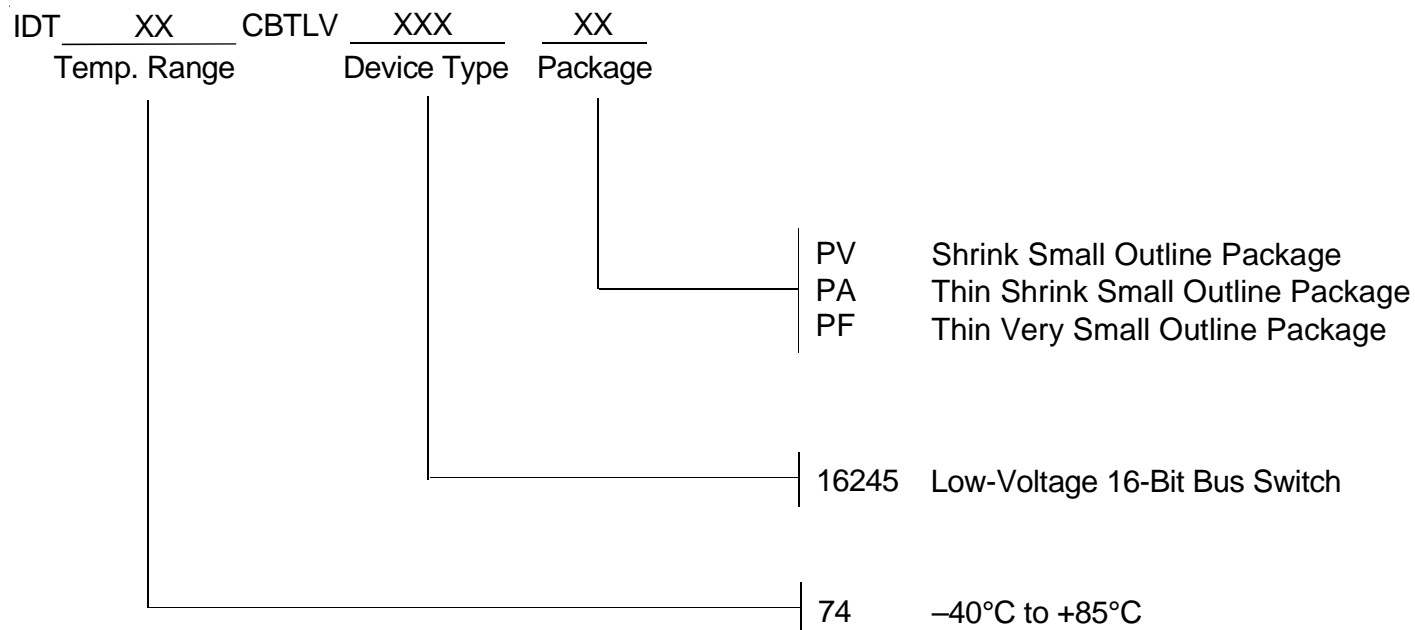 IDT XX CBTLV XXX XX
Temp. Range Device Type Package
PV Shrink Small Outline Package
PA Thin Shrink Small Outline Package
PF Thin Very Small Outline Package
16245 Low-Voltage 16-Bit Bus Switch
74 –40°C to +85°C